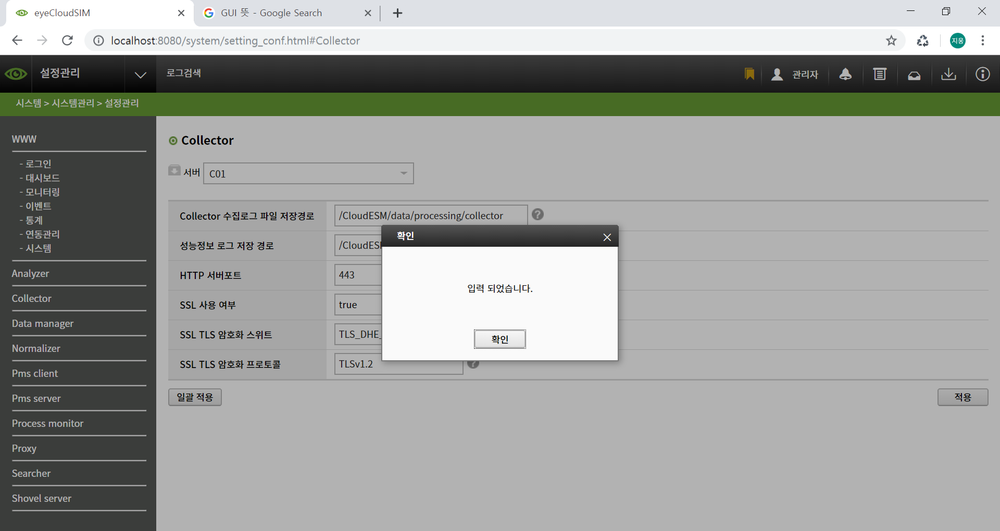 eyeCloudSIM
GUI 뜻 - Google Search
localhost:8080/system/setting_conf.html#Collector
지웅
설정관리
로그검색
관리자
시스템 > 시스템관리 > 설정관리
WWW
- 로그인
- 대시보드
- 모니터링
- 이벤트
- 통계
- 연동관리
- 시스템
Analyzer
Collector
Data manager
Normalizer
Pms client
Pms server
Process monitor
Proxy
Searcher
Shovel server
Collector
서버
C01
Collector 수집로그 파일 저장경로
/CloudESM/data/processing/collector
성능정보 로그 저장 경로
HTTP 서버포트
443
SSL 사용 여부
true
SSL TLS 암호화 스위트
TLS_DHE_
SSL TLS 암호화 프로토콜
TLSv1.2
일괄 적용
적용
확인
입력 되었습니다.
확인